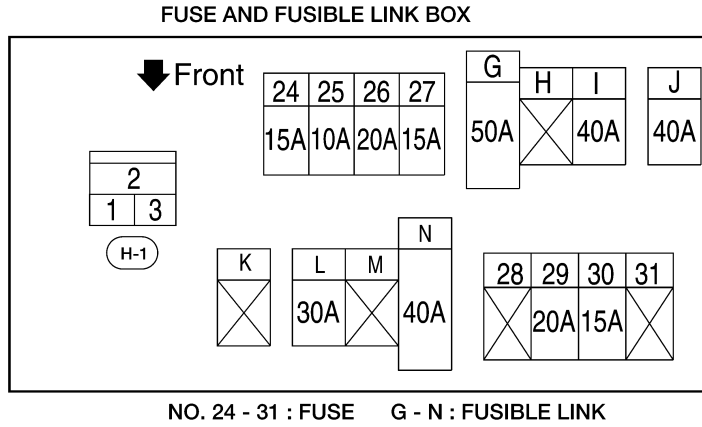 FUSE AND FUSIBLE LINK BOX
Front
24 25 26 27
15A 10A 20A 15A
G
50A
H I
40A
J
40A
2
1 3
H-1
K
L M
30A
N
40A
28 29 30 31
20A 15A
NO. 24 - 31 : FUSE G - N : FUSIBLE LINK